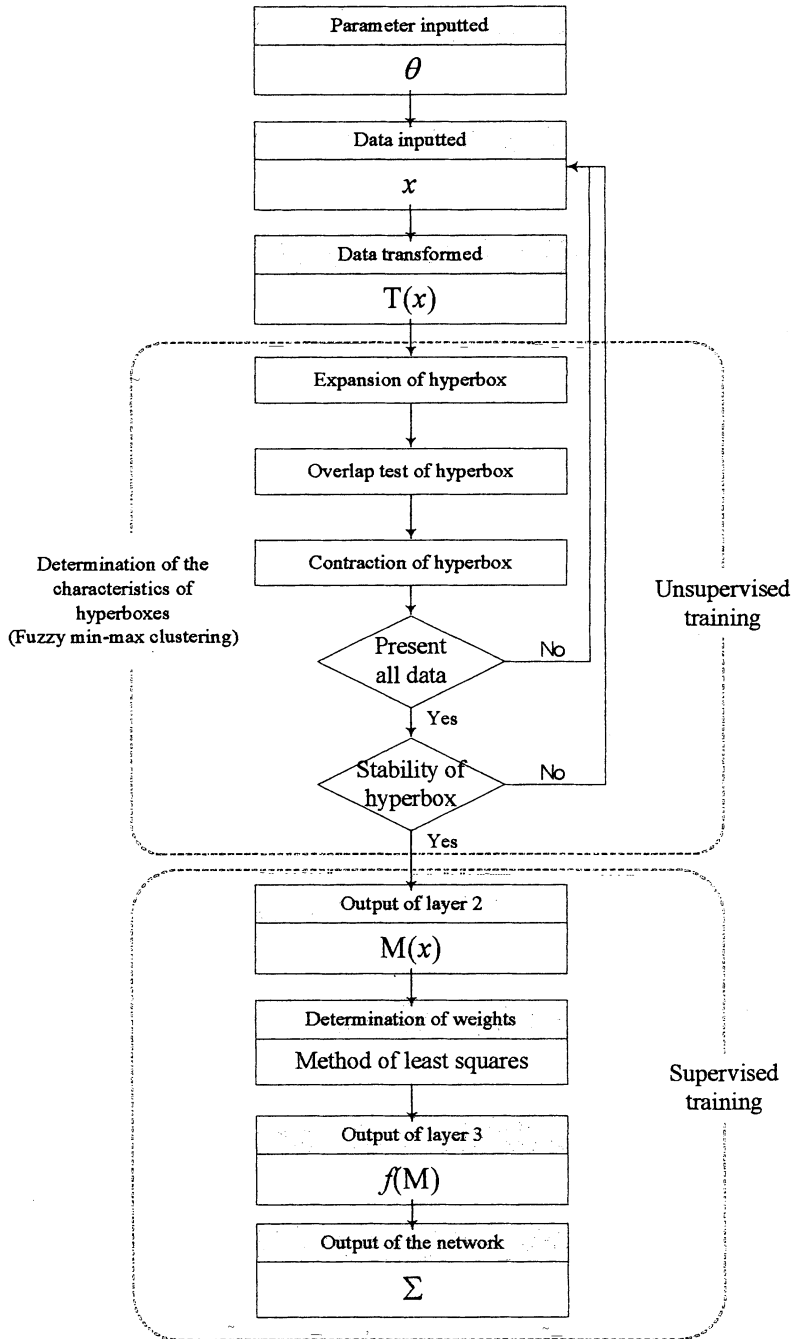 Parameter inputted
θ
Data inputted
x
Data transformed
T(x)
Expansion of hyperbox
Overlap test of hyperbox
Contraction of hyperbox
Determination of the
characteristics of
hyperboxes
(Fuzzy min-max clustering)
Unsupervised
training
Present
all data
No
Yes
Stability of
hyperbox
No
Yes
Output of layer 2
M(x)
Determination of weights
Method of least squares
Supervised
training
Output of layer 3
f(M)
Output of the network
Σ